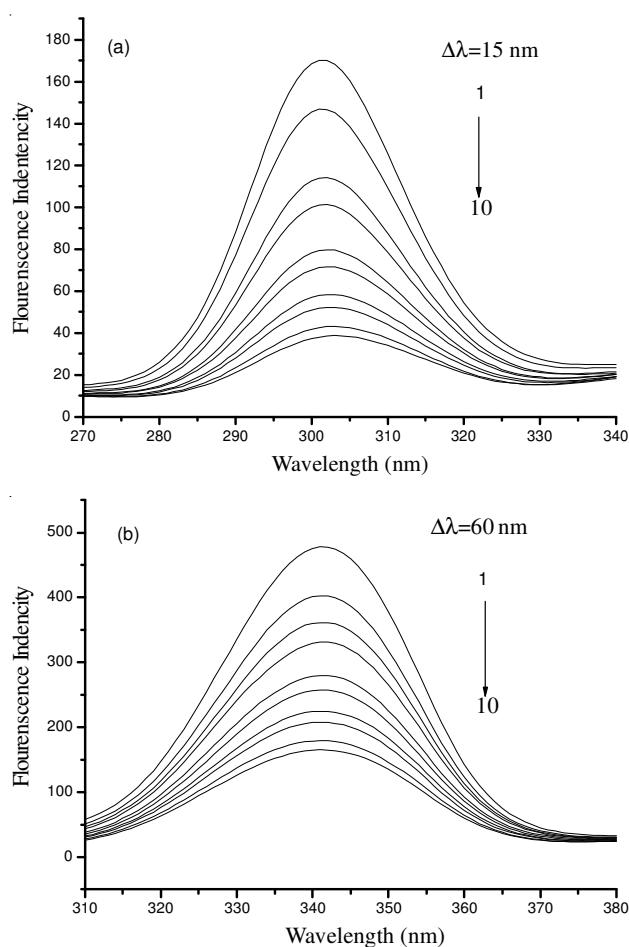 (a)
Δλ=15 nm
1
10
180
160
140
120
100
80
60
40
20
0
Flourenscence Indentencity
270 280 290 300 310 320 330 340
Wavelength (nm)
(b)
Δλ=60 nm
1
10
500
400
300
200
100
0
Flourenscence Indencity
310 320 330 340 350 360 370 380
Wavelength (nm)